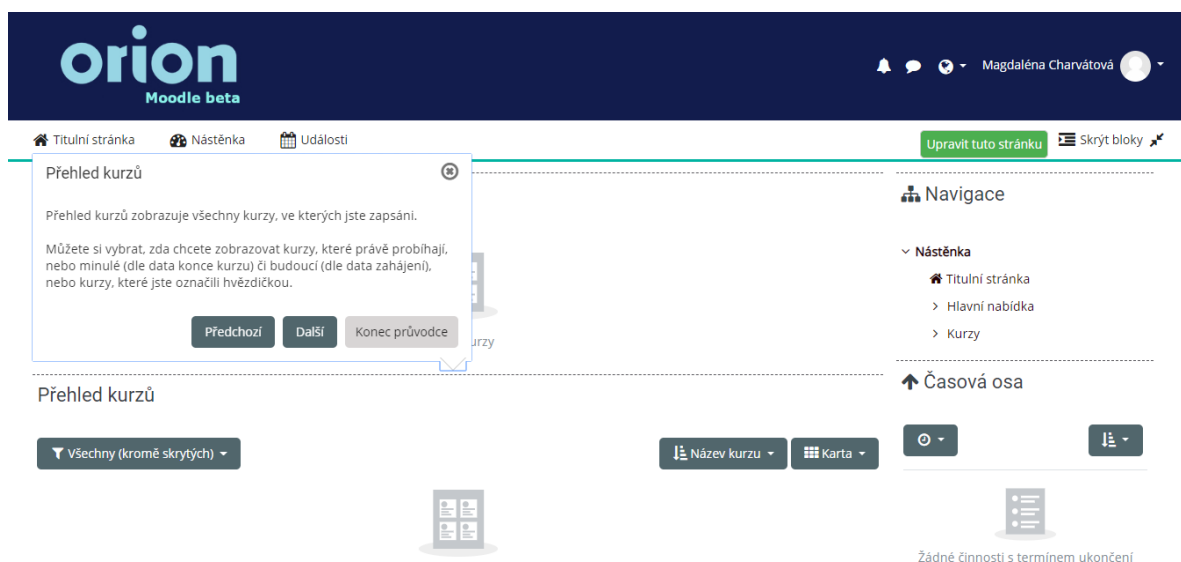 orion
Moodle beta
Magdaléna Charvátová
Titulní stránka
Nástěnka
Události
Upravit tuto stránku
Skrýt bloky
Přehled kurzů
Přehled kurzů zobrazuje všechny kurzy, ve kterých jste zapsáni.
Můžete si vybrat, zda chcete zobrazovat kurzy, které právě probíhají,
nebo minulé (dle data konce kurzu) či budoucí (dle data zahájení),
nebo kurzy, které jste označili hvězdičkou.
Předchozí
Další
Konec průvodce
Přehled kurzů
Všechny (kromě skrytých)
Název kurzu
Karta
Navigace
Nástěnka
Titulní stránka
Hlavní nabídka
Kurzy
Časová osa
Žádné činnosti s termínem ukončení